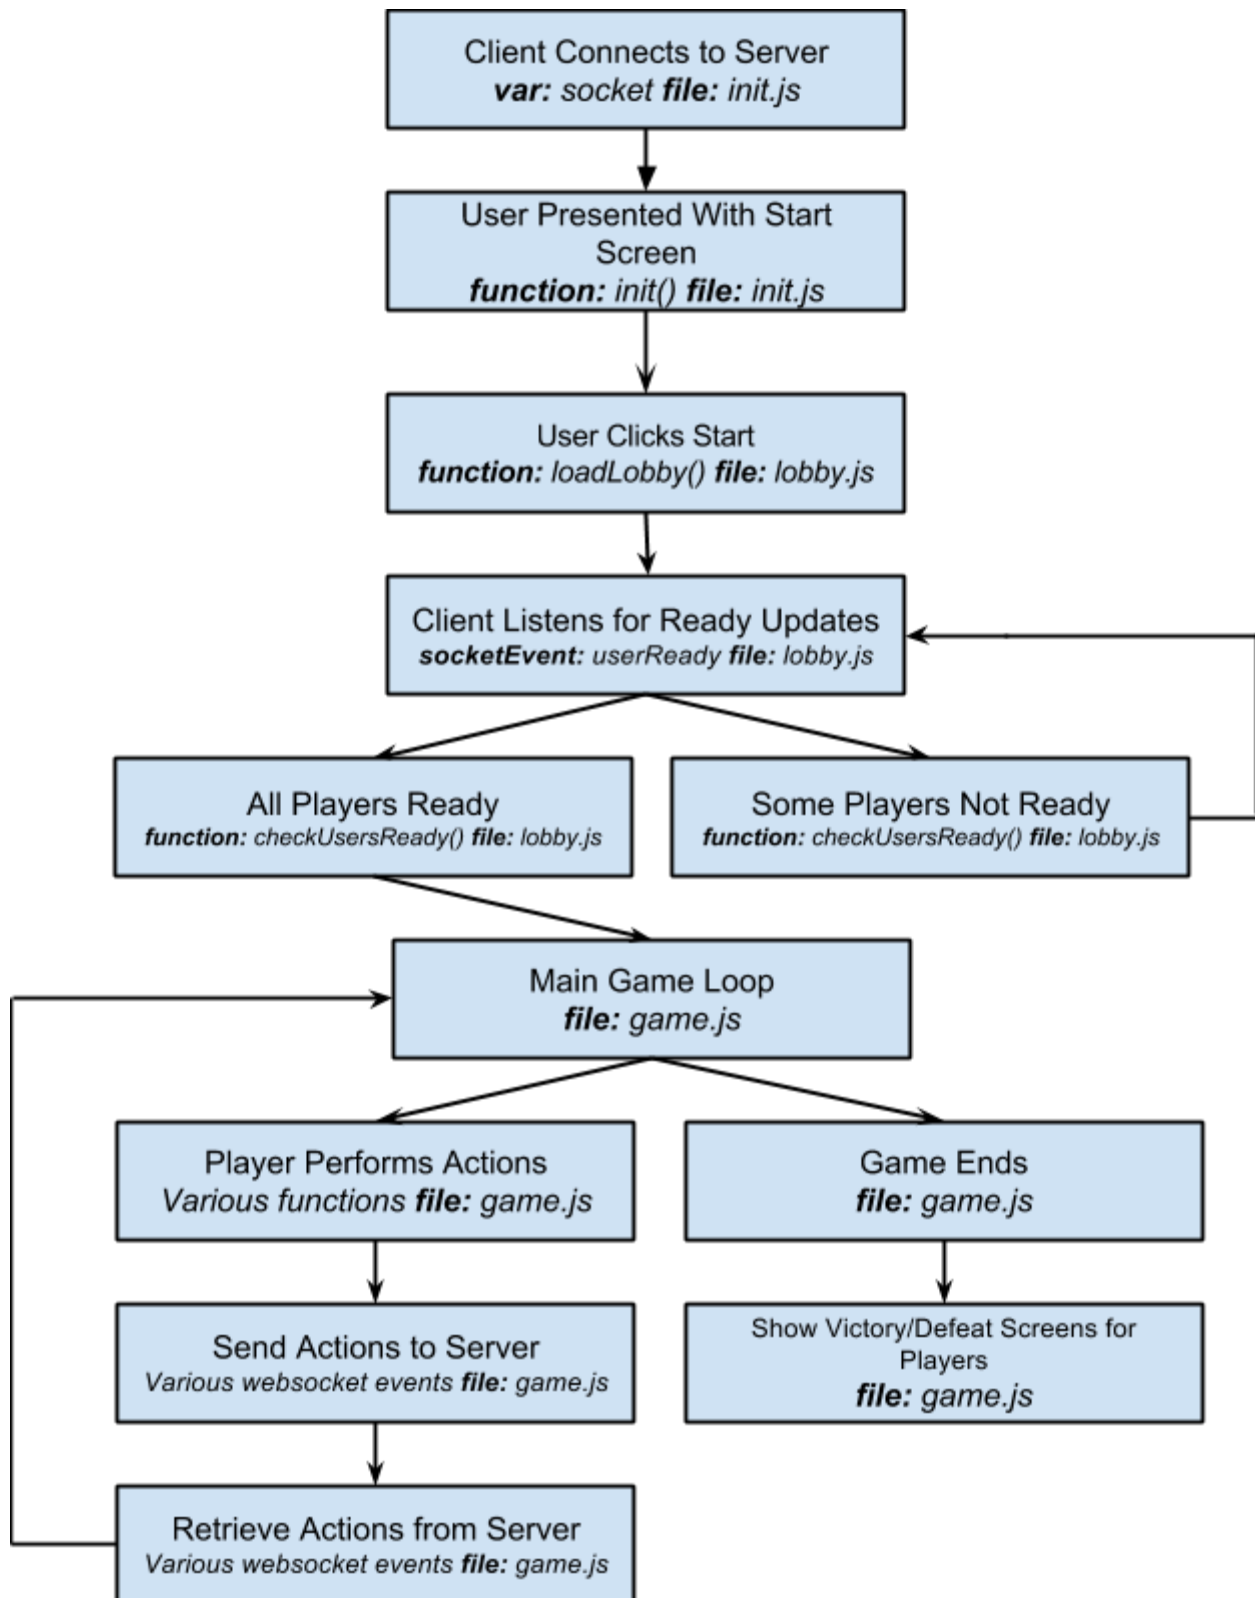 Client Connects to Server
var: socket file: init.js
User Presented With Start
Screen
function: init() file: init.js
User Clicks Start
function: loadLobby() file: lobby.js
Client Listens for Ready Updates
socketEvent: userReady file: lobby.js
All Players Ready
function: checkUsersReady() file: lobby.js
Some Players Not Ready
function: checkUsersReady() file: lobby.js
Main Game Loop
file: game.js
Player Performs Actions
Various functions file: game.js
Game Ends
file: game.js
Send Actions to Server
Various websocket events file: game.js
Show Victory/Defeat Screens for
Players
file: game.js
Retrieve Actions from Server
Various websocket events file: game.js